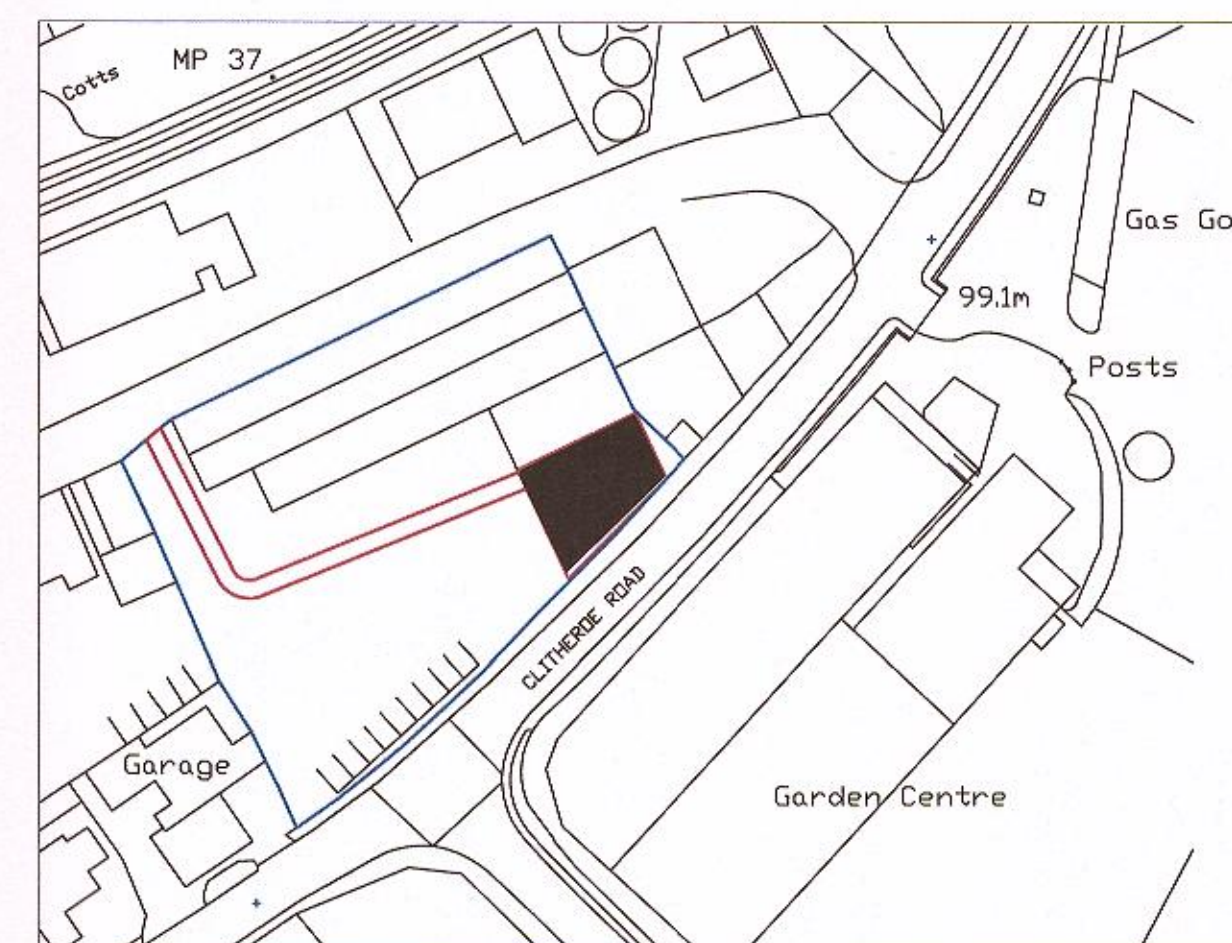 MP 37
Cotts
Gas Go
99.1m
Posts
CLITHEROE ROAD
Garage
Garden Centre